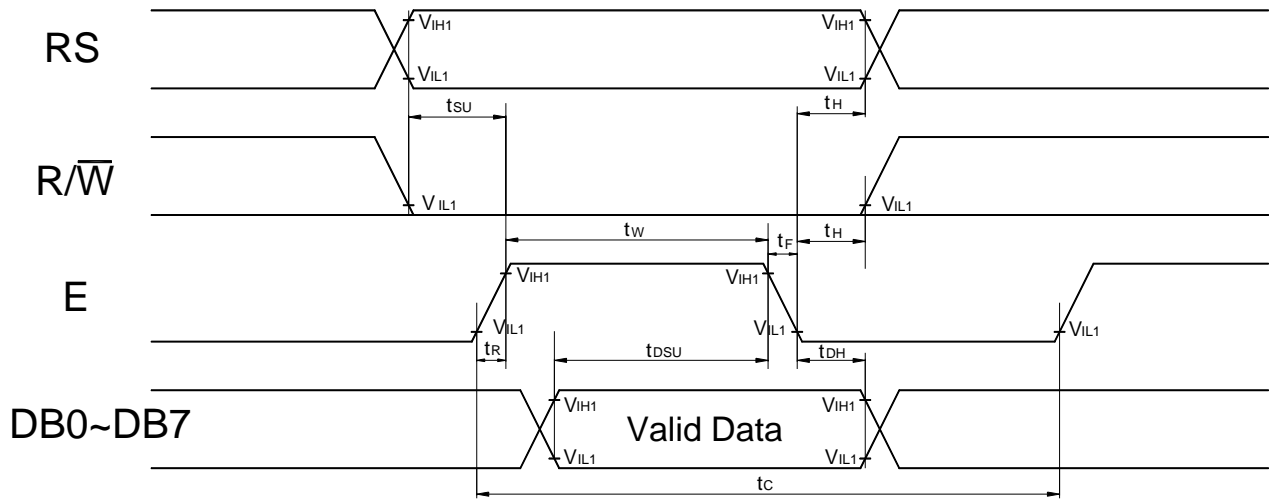 RS
VIH1
VIH1
VIL1
VIL1
tSU
tH
R/W̅
VIL1
VIL1
tW
tF
tH
E
VIH1
VIH1
VIL1
VIL1
VIL1
tR
tDSU
tDH
DB0~DB7
VIH1
Valid Data
VIH1
VIL1
VIL1
tC